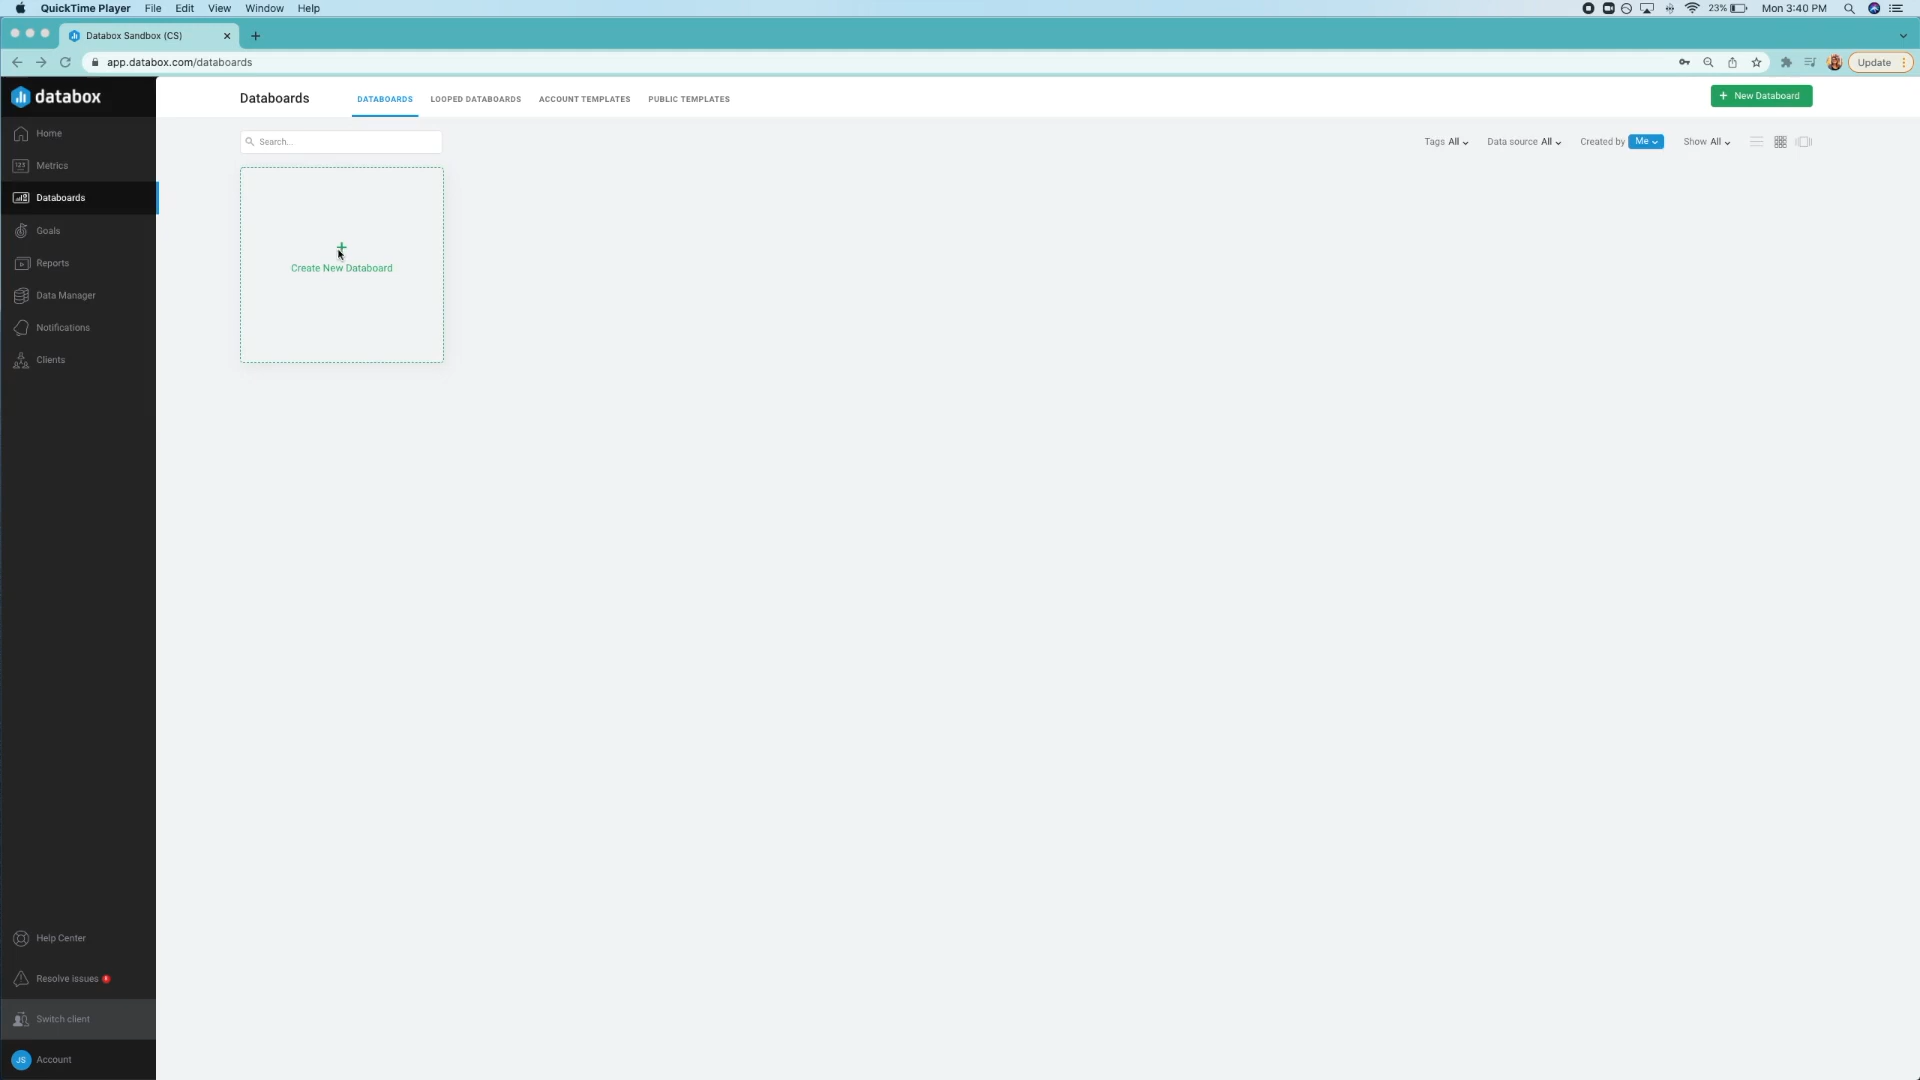 QuickTime Player File Edit View Window Help 23% Mon 3:40 PM
Databox Sandbox (CS)
app.databox.com/databoards Update
databox
Databoards DATABOARDS LOOPED DATABOARDS ACCOUNT TEMPLATES PUBLIC TEMPLATES + New Databoard
Search... Tags All Data source All Created by Me Show All
Home
123 Metrics
Databoards
Goals
Reports
Data Manager
Notifications
Clients
+
Create New Databoard
Help Center
Resolve issues
Switch client
JS Account